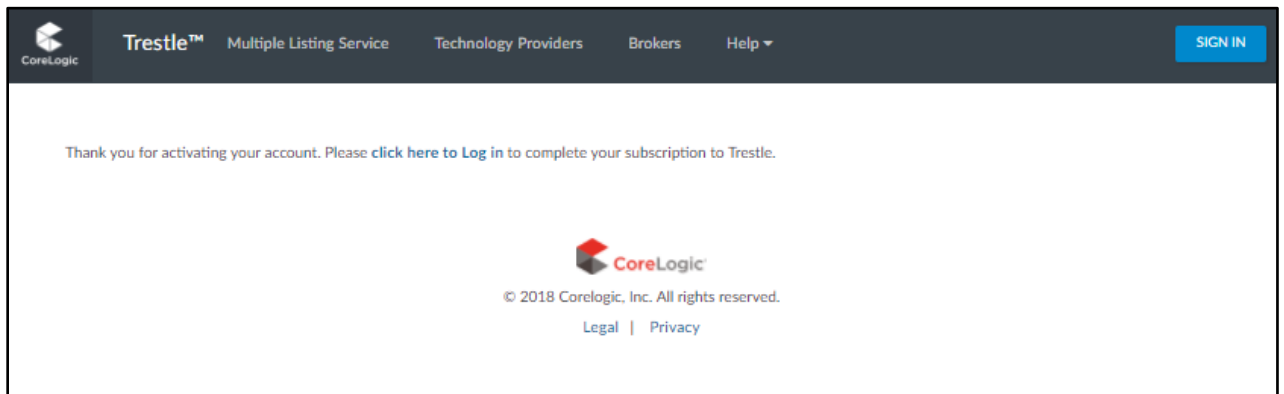 CoreLogic
Trestle™ Multiple Listing Service Technology Providers Brokers Help SIGN IN
Thank you for activating your account. Please click here to Log in to complete your subscription to Trestle.
CoreLogic
© 2018 Corelogic, Inc. All rights reserved.
Legal | Privacy